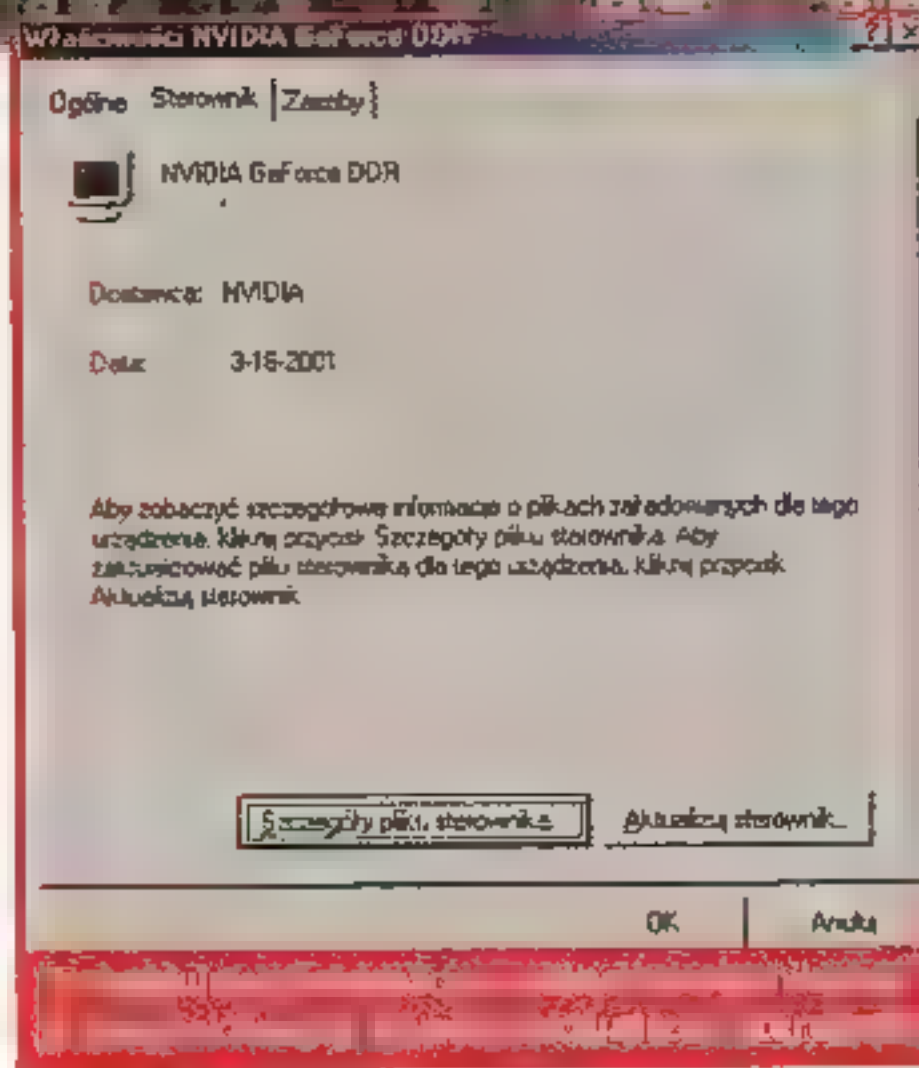 Właściwości NVIDIA GeForce DDR
Ogólne Sterownik Zasoby
NVIDIA GeForce DDR
Dostawca: NVIDIA
Data: 3-16-2001
Aby zobaczyć szczegółowe informacje o plikach załadowanych dla tego
urządzenia, kliknij przycisk Szczegóły pliku sterownika. Aby
zaktualizować pliki sterownika dla tego urządzenia, kliknij przycisk
Aktualizuj sterownik.
Szczegóły pliku sterownika... Aktualizuj sterownik...
OK Anuluj